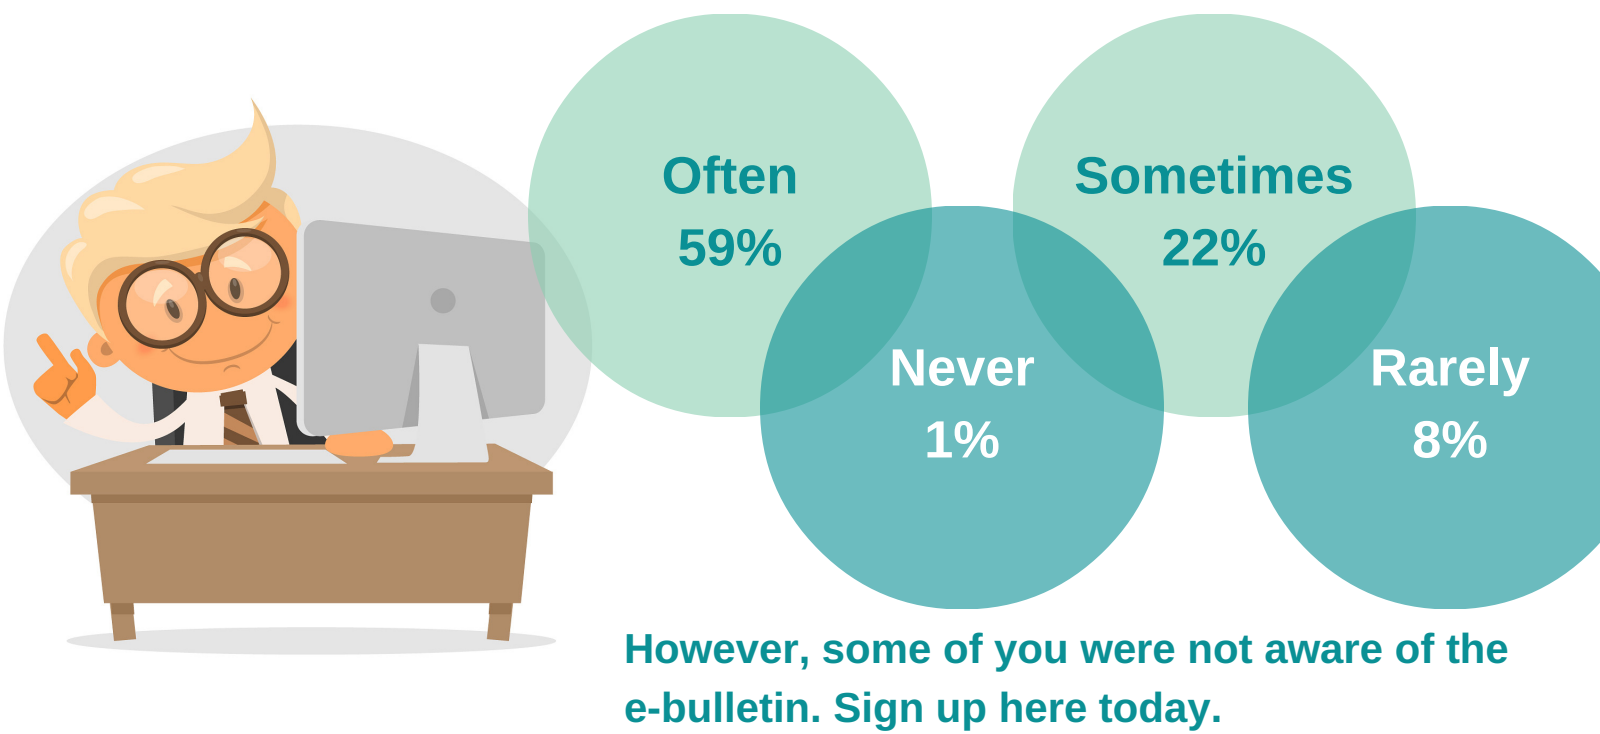 Often
59%
Sometimes
22%
Never
1%
Rarely
8%
However, some of you were not aware of the
e-bulletin. Sign up here today.